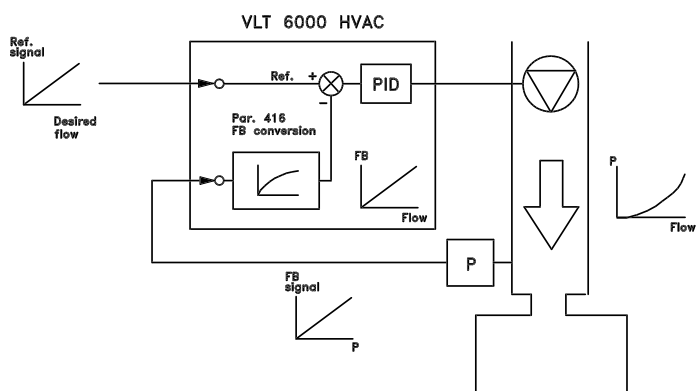 VLT 6000 HVAC
Ref.
signal
Desired
flow
Ref.
+
–
PID
Par. 416
FB conversion
FB
Flow
P
Flow
P
FB
signal
P